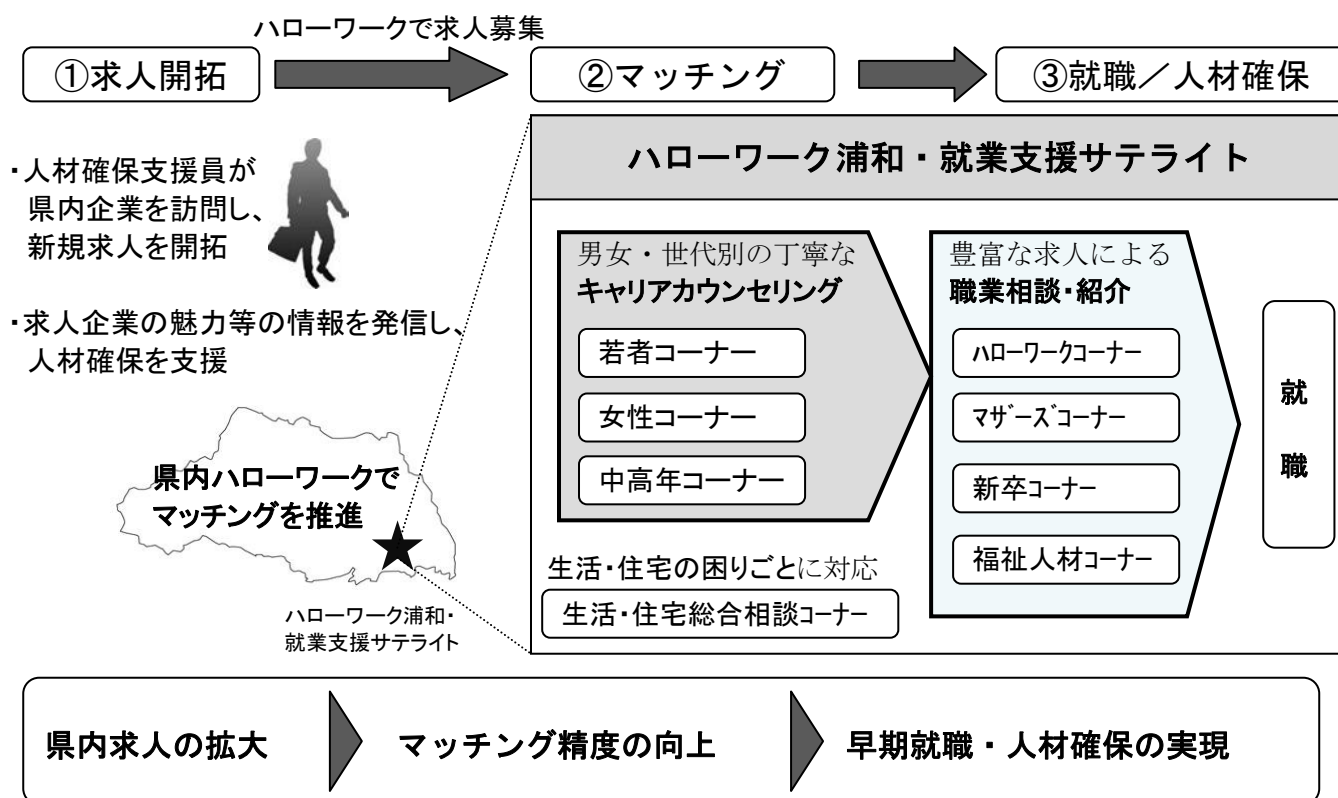 ハローワークで求人募集
①求人開拓
②マッチング
③就職／人材確保
・人材確保支援員が
県内企業を訪問し、
新規求人を開拓
・求人企業の魅力等の情報を発信し、
人材確保を支援
県内ハローワークで
マッチングを推進
ハローワーク浦和・
就業支援サテライト
ハローワーク浦和・就業支援サテライト
男女・世代別の丁寧な
キャリアカウンセリング
若者コーナー
女性コーナー
中高年コーナー
生活・住宅の困りごとに対応
生活・住宅総合相談ｺｰﾅｰ
豊富な求人による
職業相談・紹介
ﾊﾛｰﾜｰｸｺｰﾅｰ
ﾏｻﾞｰｽﾞｺｰﾅｰ
新卒ｺｰﾅｰ
福祉人材ｺｰﾅｰ
就
職
県内求人の拡大
マッチング精度の向上
早期就職・人材確保の実現